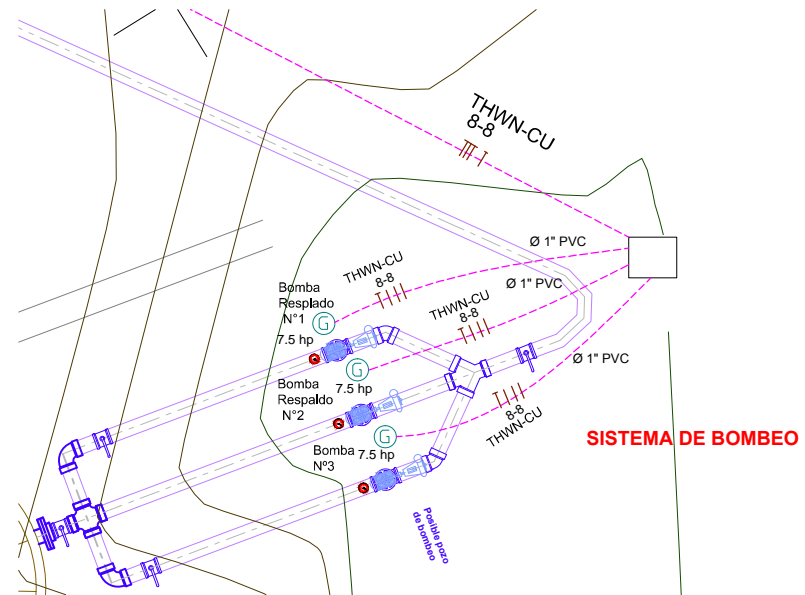 THWN-CU
8-8
Ø 1" PVC
THWN-CU
8-8
Ø 1" PVC
Bomba
Resplado
N°1
7.5 hp
G
THWN-CU
8-8
Ø 1" PVC
G
7.5 hp
Bomba
Respaldo
N°2
8-8
THWN-CU
G
Bomba
N°3
7.5 hp
SISTEMA DE BOMBEO
Posible pozo
de bombeo